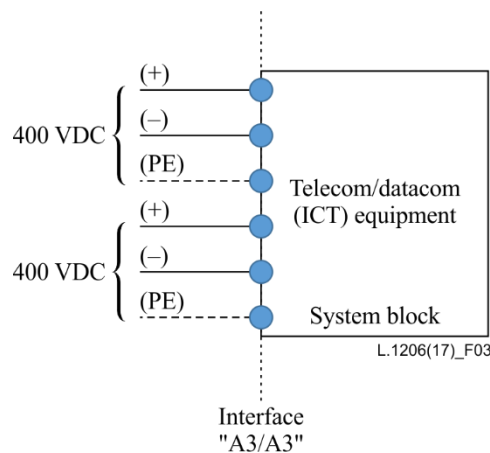 (+)
400 VDC
(–)
(PE)
(+)
400 VDC
(–)
(PE)
Telecom/datacom
(ICT) equipment
System block
L.1206(17)_F03
Interface
"A3/A3"